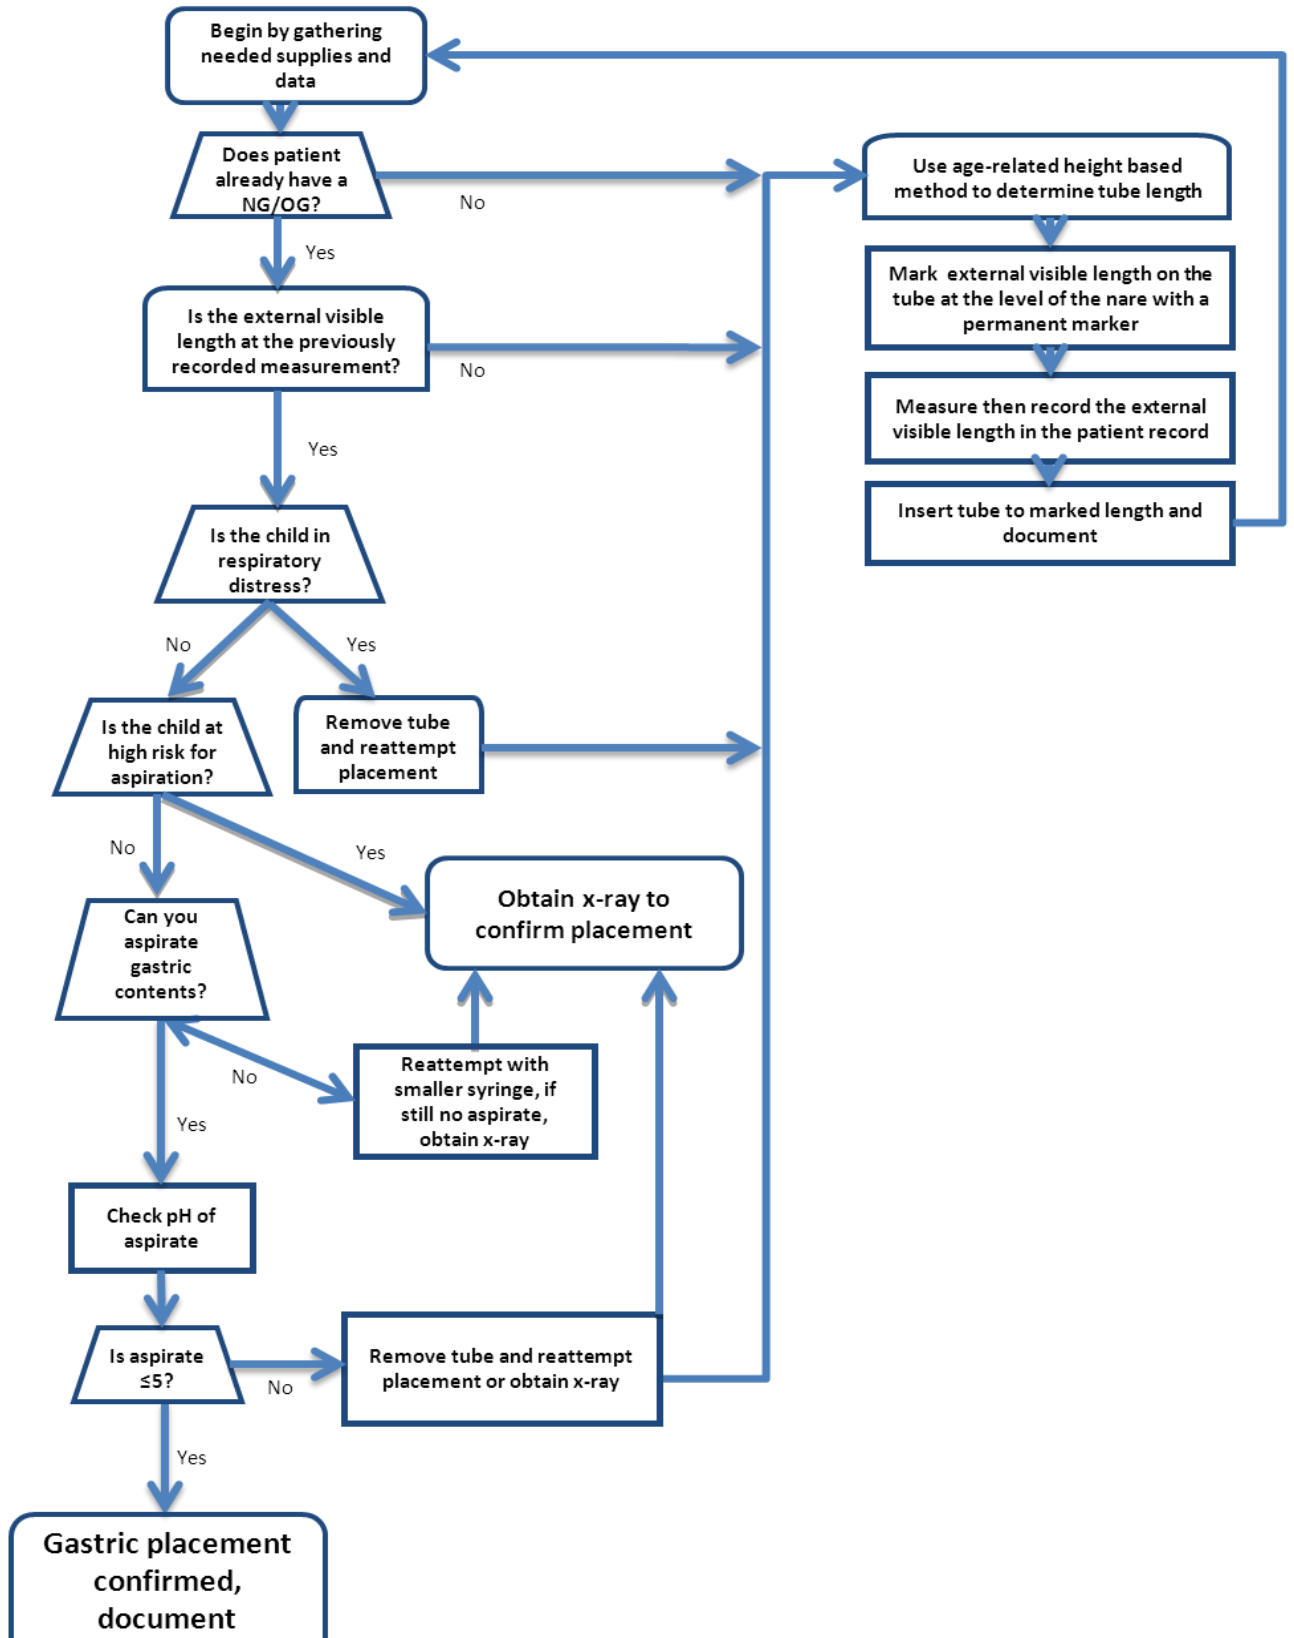 Begin by gathering
needed supplies and
data
Does patient
already have a
NG/OG?
No
Yes
Use age-related height based
method to determine tube length
Mark external visible length on the
tube at the level of the nare with a
permanent marker
Measure then record the external
visible length in the patient record
Insert tube to marked length and
document
Is the external visible
length at the previously
recorded measurement?
No
Yes
Is the child in
respiratory
distress?
No
Yes
Is the child at
high risk for
aspiration?
Remove tube
and reattempt
placement
No
Yes
Obtain x-ray to
confirm placement
Can you
aspirate
gastric
contents?
No
Yes
Reattempt with
smaller syringe, if
still no aspirate,
obtain x-ray
Check pH of
aspirate
Is aspirate
≤5?
No
Yes
Remove tube and reattempt
placement or obtain x-ray
Gastric placement
confirmed,
document